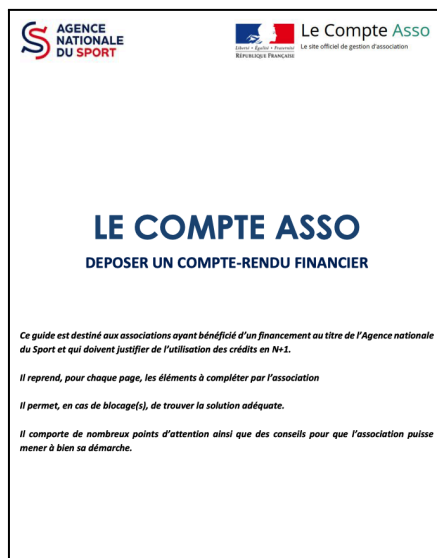 AGENCE
NATIONALE
DU SPORT
Liberté • Égalité • Fraternité
RÉPUBLIQUE FRANÇAISE
Le Compte Asso
Le site officiel de gestion d'association
LE COMPTE ASSO
DEPOSER UN COMPTE-RENDU FINANCIER
Ce guide est destiné aux associations ayant bénéficié d'un financement au titre de l'Agence nationale
du Sport et qui doivent justifier de l'utilisation des crédits en N+1.
Il reprend, pour chaque page, les éléments à compléter par l'association
Il permet, en cas de blocage(s), de trouver la solution adéquate.
Il comporte de nombreux points d'attention ainsi que des conseils pour que l'association puisse
mener à bien sa démarche.